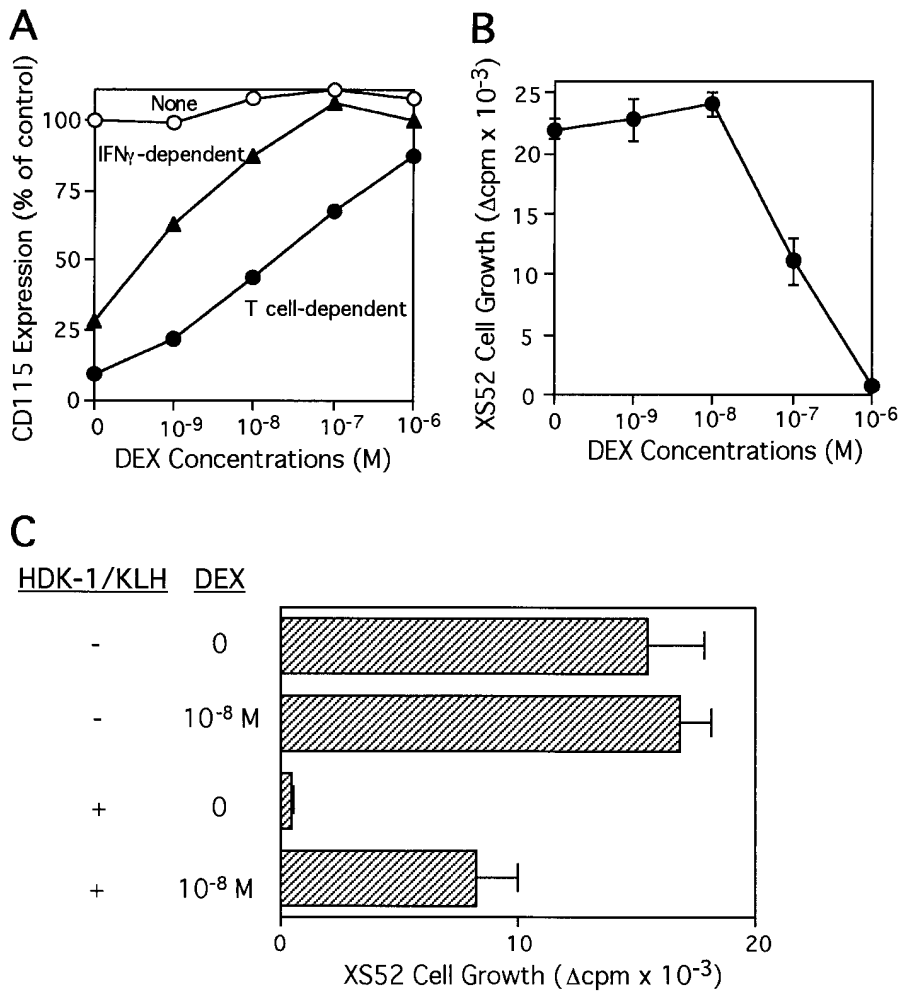 A
CD115 Expression (% of control)
100
75
50
25
0
None
IFNγ-dependent
T cell-dependent
0 10⁻⁹ 10⁻⁸ 10⁻⁷ 10⁻⁶
DEX Concentrations (M)
B
XS52 Cell Growth (Δcpm x 10⁻³)
25
20
15
10
5
0
0 10⁻⁹ 10⁻⁸ 10⁻⁷ 10⁻⁶
DEX Concentrations (M)
C
HDK-1/KLH DEX
- 0
- 10⁻⁸ M
+ 0
+ 10⁻⁸ M
0 10 20
XS52 Cell Growth (Δcpm x 10⁻³)